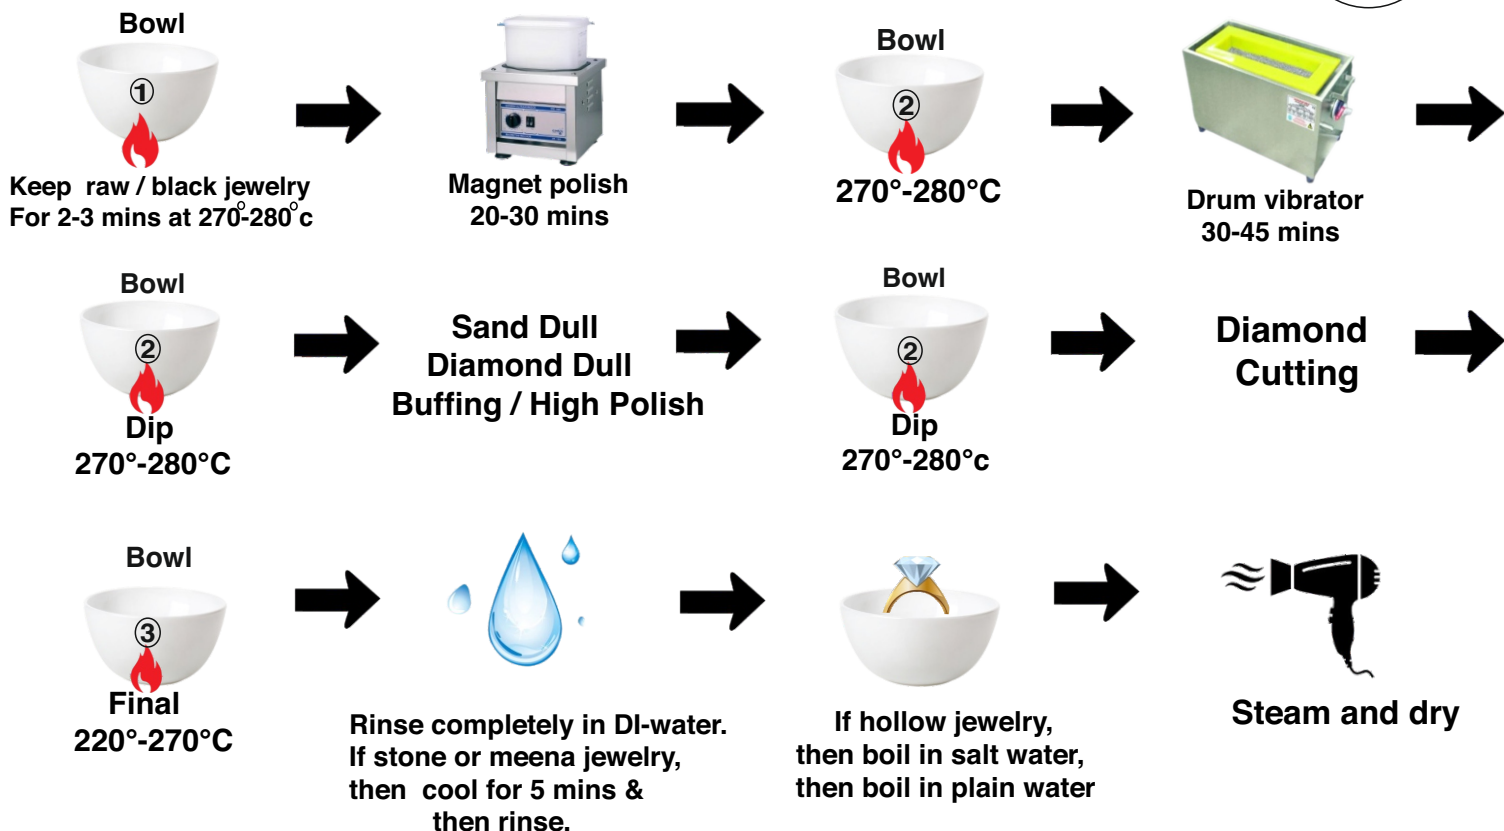 Bowl
①
Keep raw / black jewelry
For 2-3 mins at 270°-280°c
Magnet polish
20-30 mins
Bowl
②
270°-280°C
Drum vibrator
30-45 mins
Bowl
②
Dip
270°-280°C
Sand Dull
Diamond Dull
Buffing / High Polish
Bowl
②
Dip
270°-280°c
Diamond
Cutting
Bowl
③
Final
220°-270°C
Rinse completely in DI-water.
If stone or meena jewelry,
then cool for 5 mins &
then rinse.
If hollow jewelry,
then boil in salt water,
then boil in plain water
Steam and dry